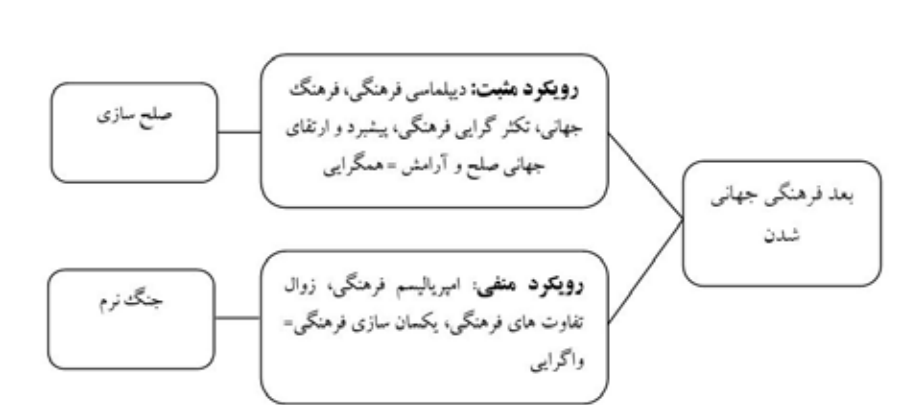 بعد فرهنگی جهانی
شدن
رویکرد مثبت: دیپلماسی فرهنگی، فرهنگ
جهانی، تکثر گرایی فرهنگی، پیشبرد و ارتقای
جهانی صلح و آرامش = همگرایی
صلح سازی
رویکرد منفی: امپریالیسم فرهنگی، زوال
تفاوت های فرهنگی، یکسان سازی فرهنگی=
واگرایی
جنگ نرم